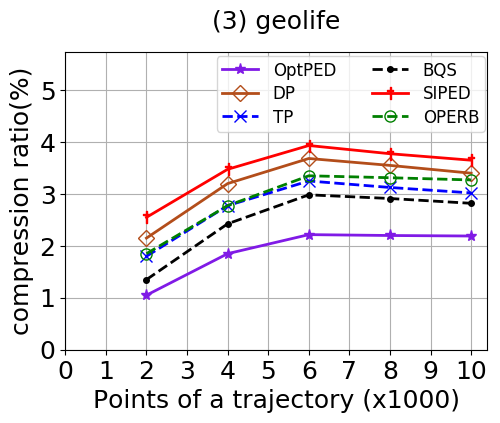 (3) geolife
compression ratio(%)
5
4
3
2
1
0
OptPED
DP
TP
BQS
SIPED
OPERB
0 1 2 3 4 5 6 7 8 9 10
Points of a trajectory (x1000)